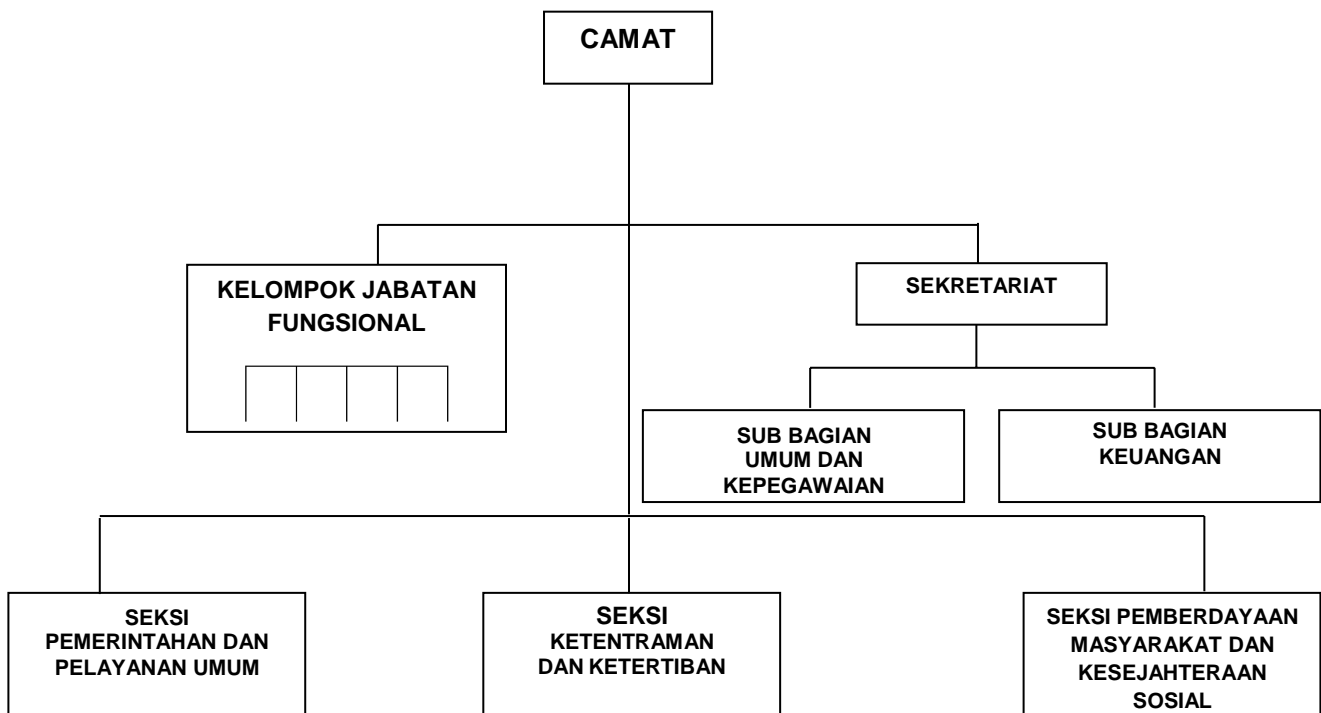 CAMAT
KELOMPOK JABATAN
FUNGSIONAL
SEKRETARIAT
SUB BAGIAN
UMUM DAN
KEPEGAWAIAN
SUB BAGIAN
KEUANGAN
SEKSI
PEMERINTAHAN DAN
PELAYANAN UMUM
SEKSI
KETENTRAMAN
DAN KETERTIBAN
SEKSI PEMBERDAYAAN
MASYARAKAT DAN
KESEJAHTERAAN
SOSIAL